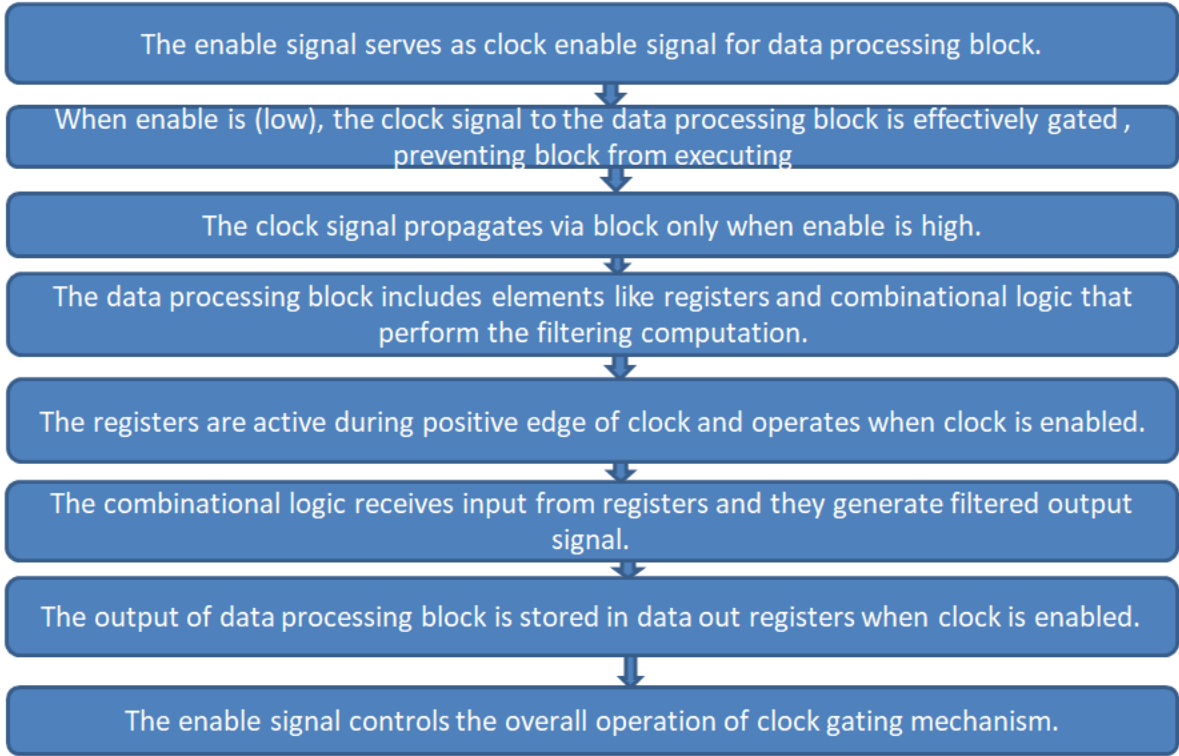 The enable signal serves as clock enable signal for data processing block.
When enable is (low), the clock signal to the data processing block is effectively gated ,
preventing block from executing
The clock signal propagates via block only when enable is high.
The data processing block includes elements like registers and combinational logic that
perform the filtering computation.
The registers are active during positive edge of clock and operates when clock is enabled.
The combinational logic receives input from registers and they generate filtered output
signal.
The output of data processing block is stored in data out registers when clock is enabled.
The enable signal controls the overall operation of clock gating mechanism.